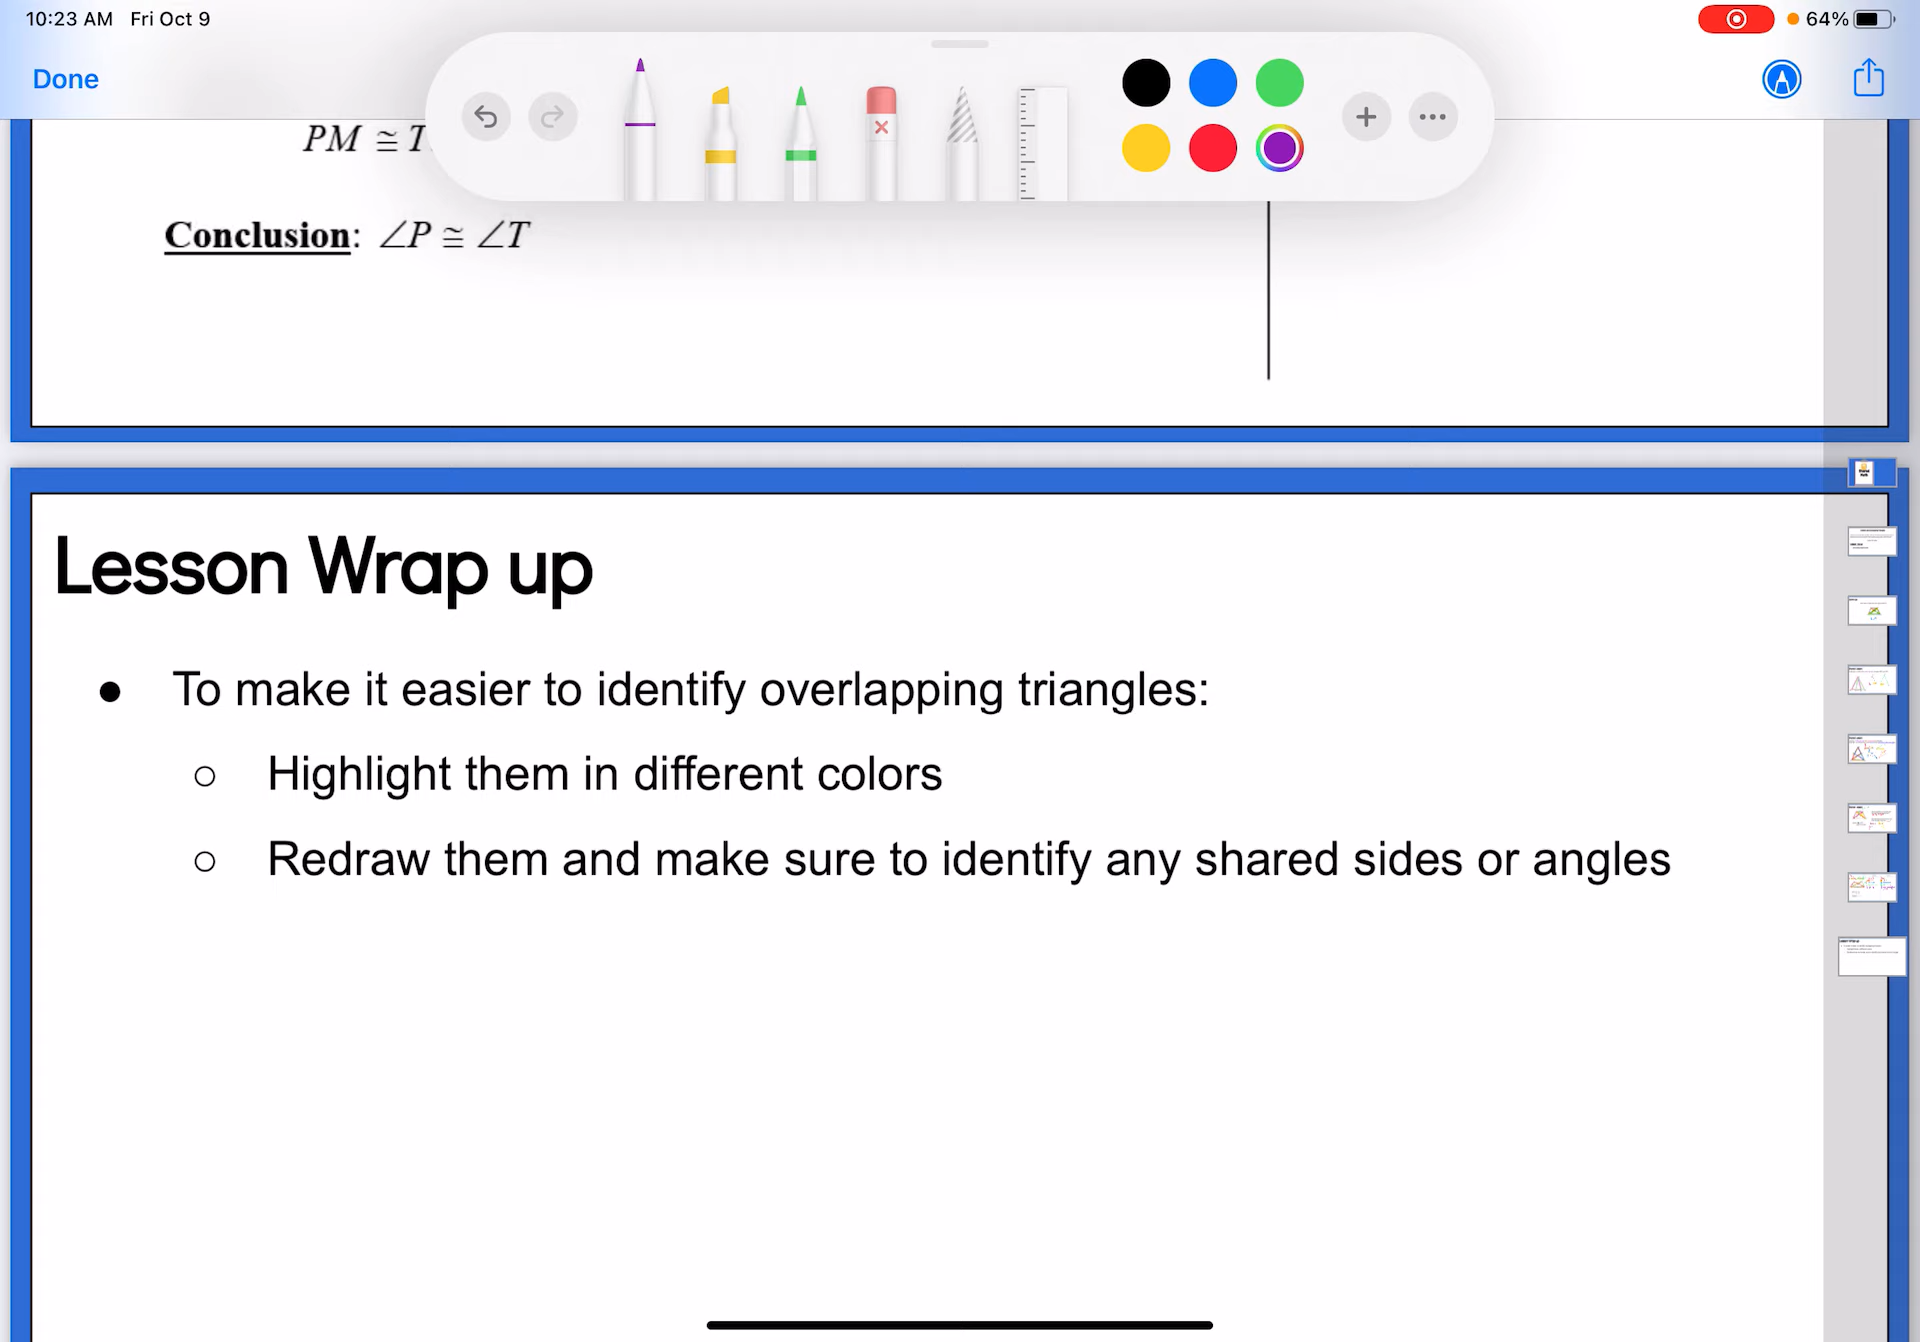 10:23 AM Fri Oct 9
64%
Done
PM ≅ T
Conclusion: ∠P ≅ ∠T
Lesson Wrap up
● To make it easier to identify overlapping triangles:
○ Highlight them in different colors
○ Redraw them and make sure to identify any shared sides or angles